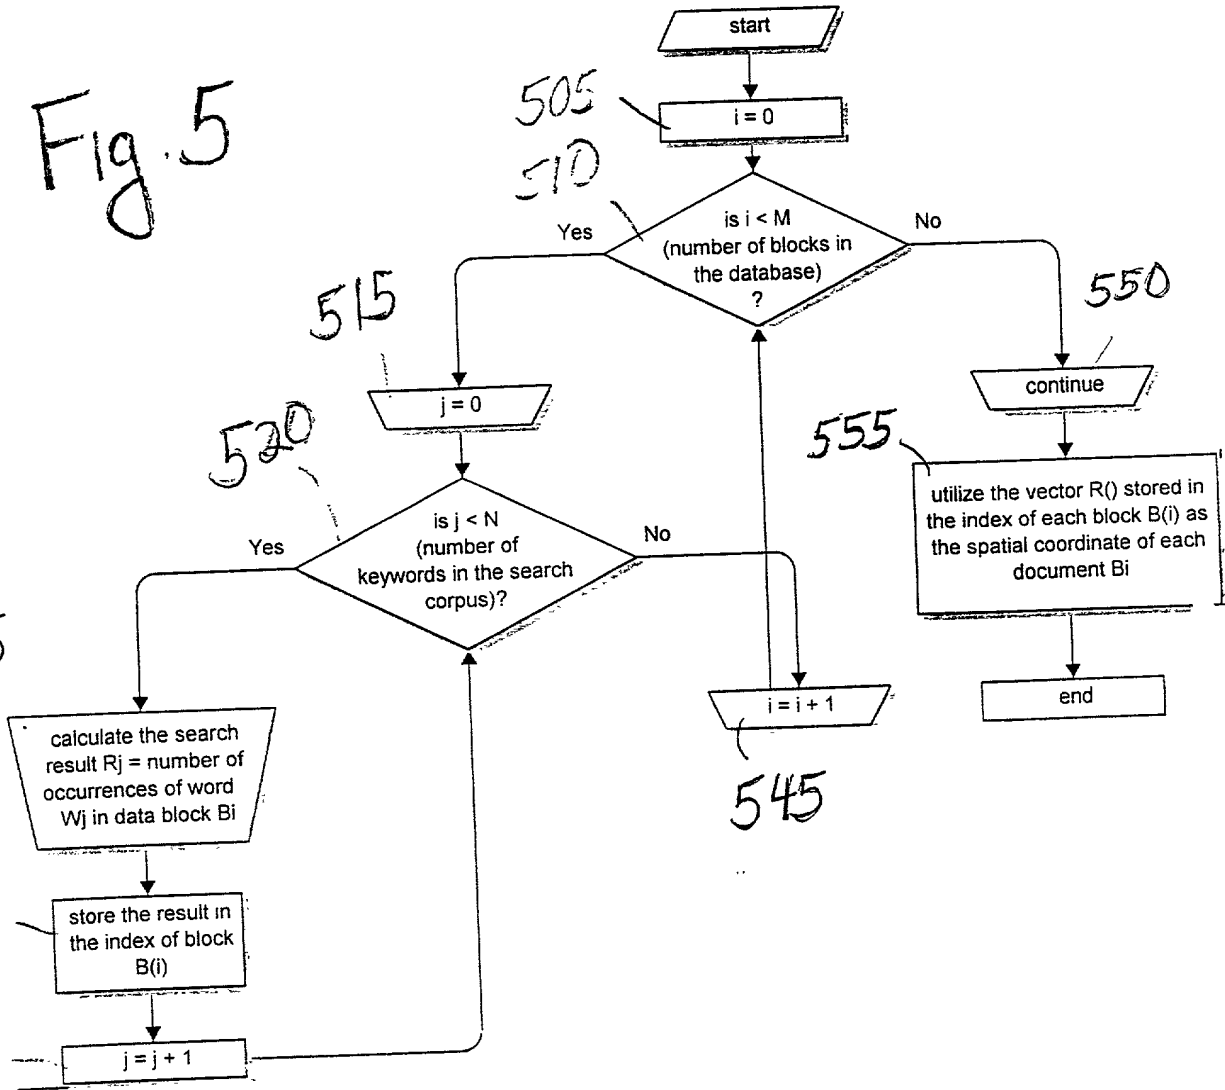 Fig. 5
start
505
i = 0
510
is i < M
(number of blocks in
the database)
?
Yes
No
515
j = 0
550
continue
520
is j < N
(number of
keywords in the search
corpus)?
Yes
No
555
utilize the vector R() stored in
the index of each block B(i) as
the spatial coordinate of each
document Bi
end
i = i + 1
545
calculate the search
result Rj = number of
occurrences of word
Wj in data block Bi
store the result in
the index of block
B(i)
j = j + 1